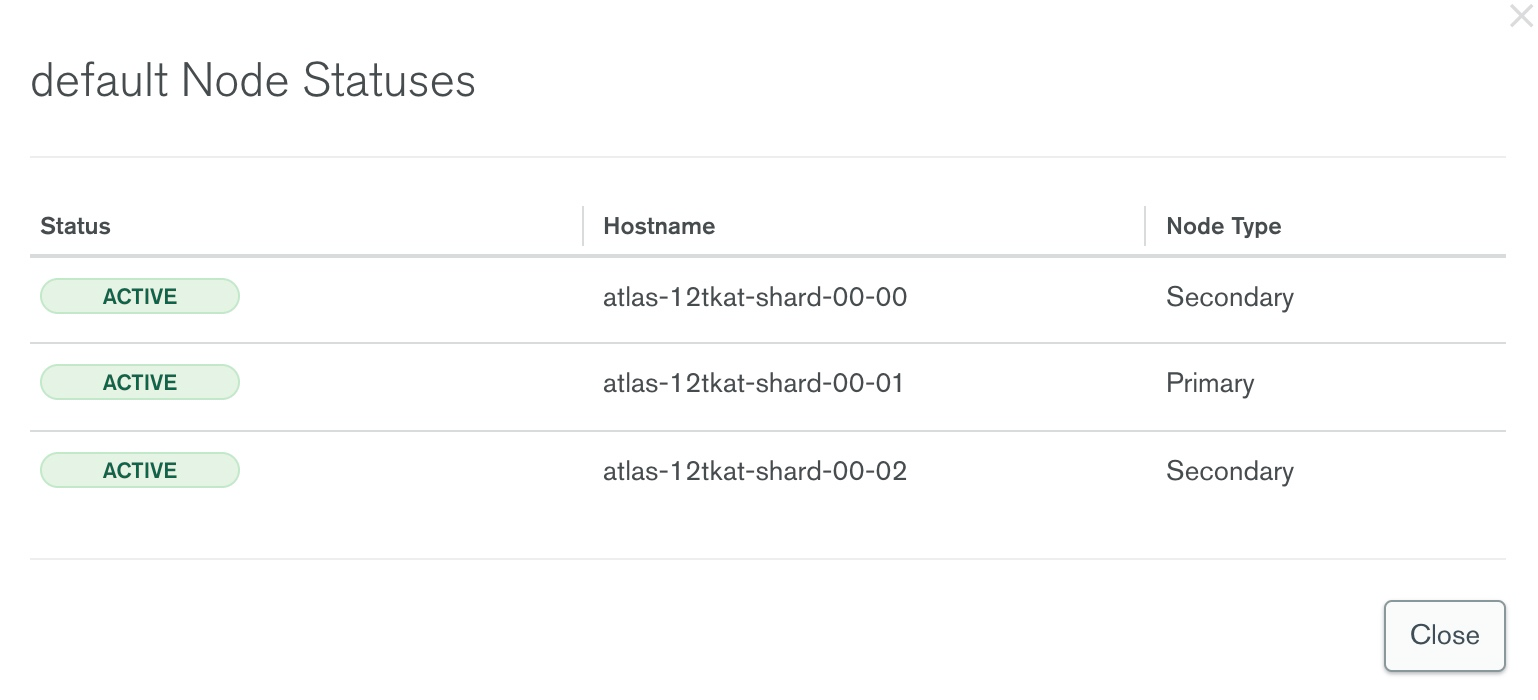 default Node Statuses
Status Hostname Node Type
ACTIVE atlas-12tkat-shard-00-00 Secondary
ACTIVE atlas-12tkat-shard-00-01 Primary
ACTIVE atlas-12tkat-shard-00-02 Secondary
Close